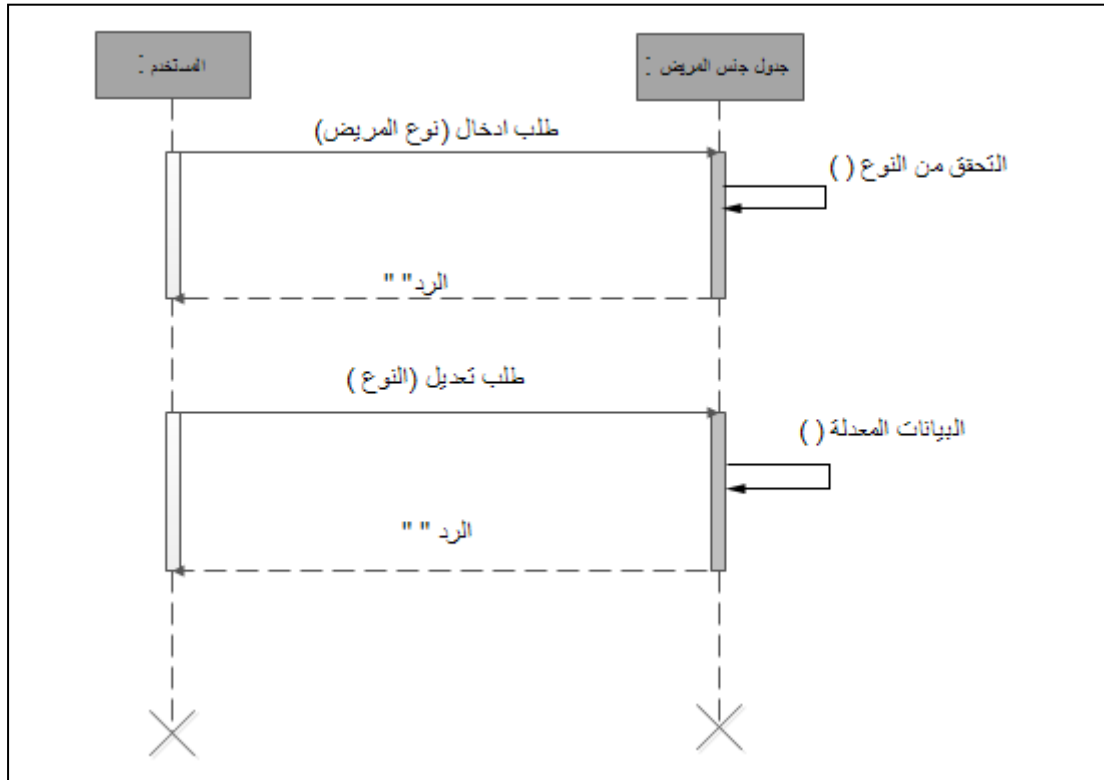 المستخدم :
جدول جنس المريض :
طلب ادخال (نوع المريض)
التحقق من النوع ( )
الرد" "
طلب تعديل (النوع )
البيانات المعدلة ( )
الرد " "